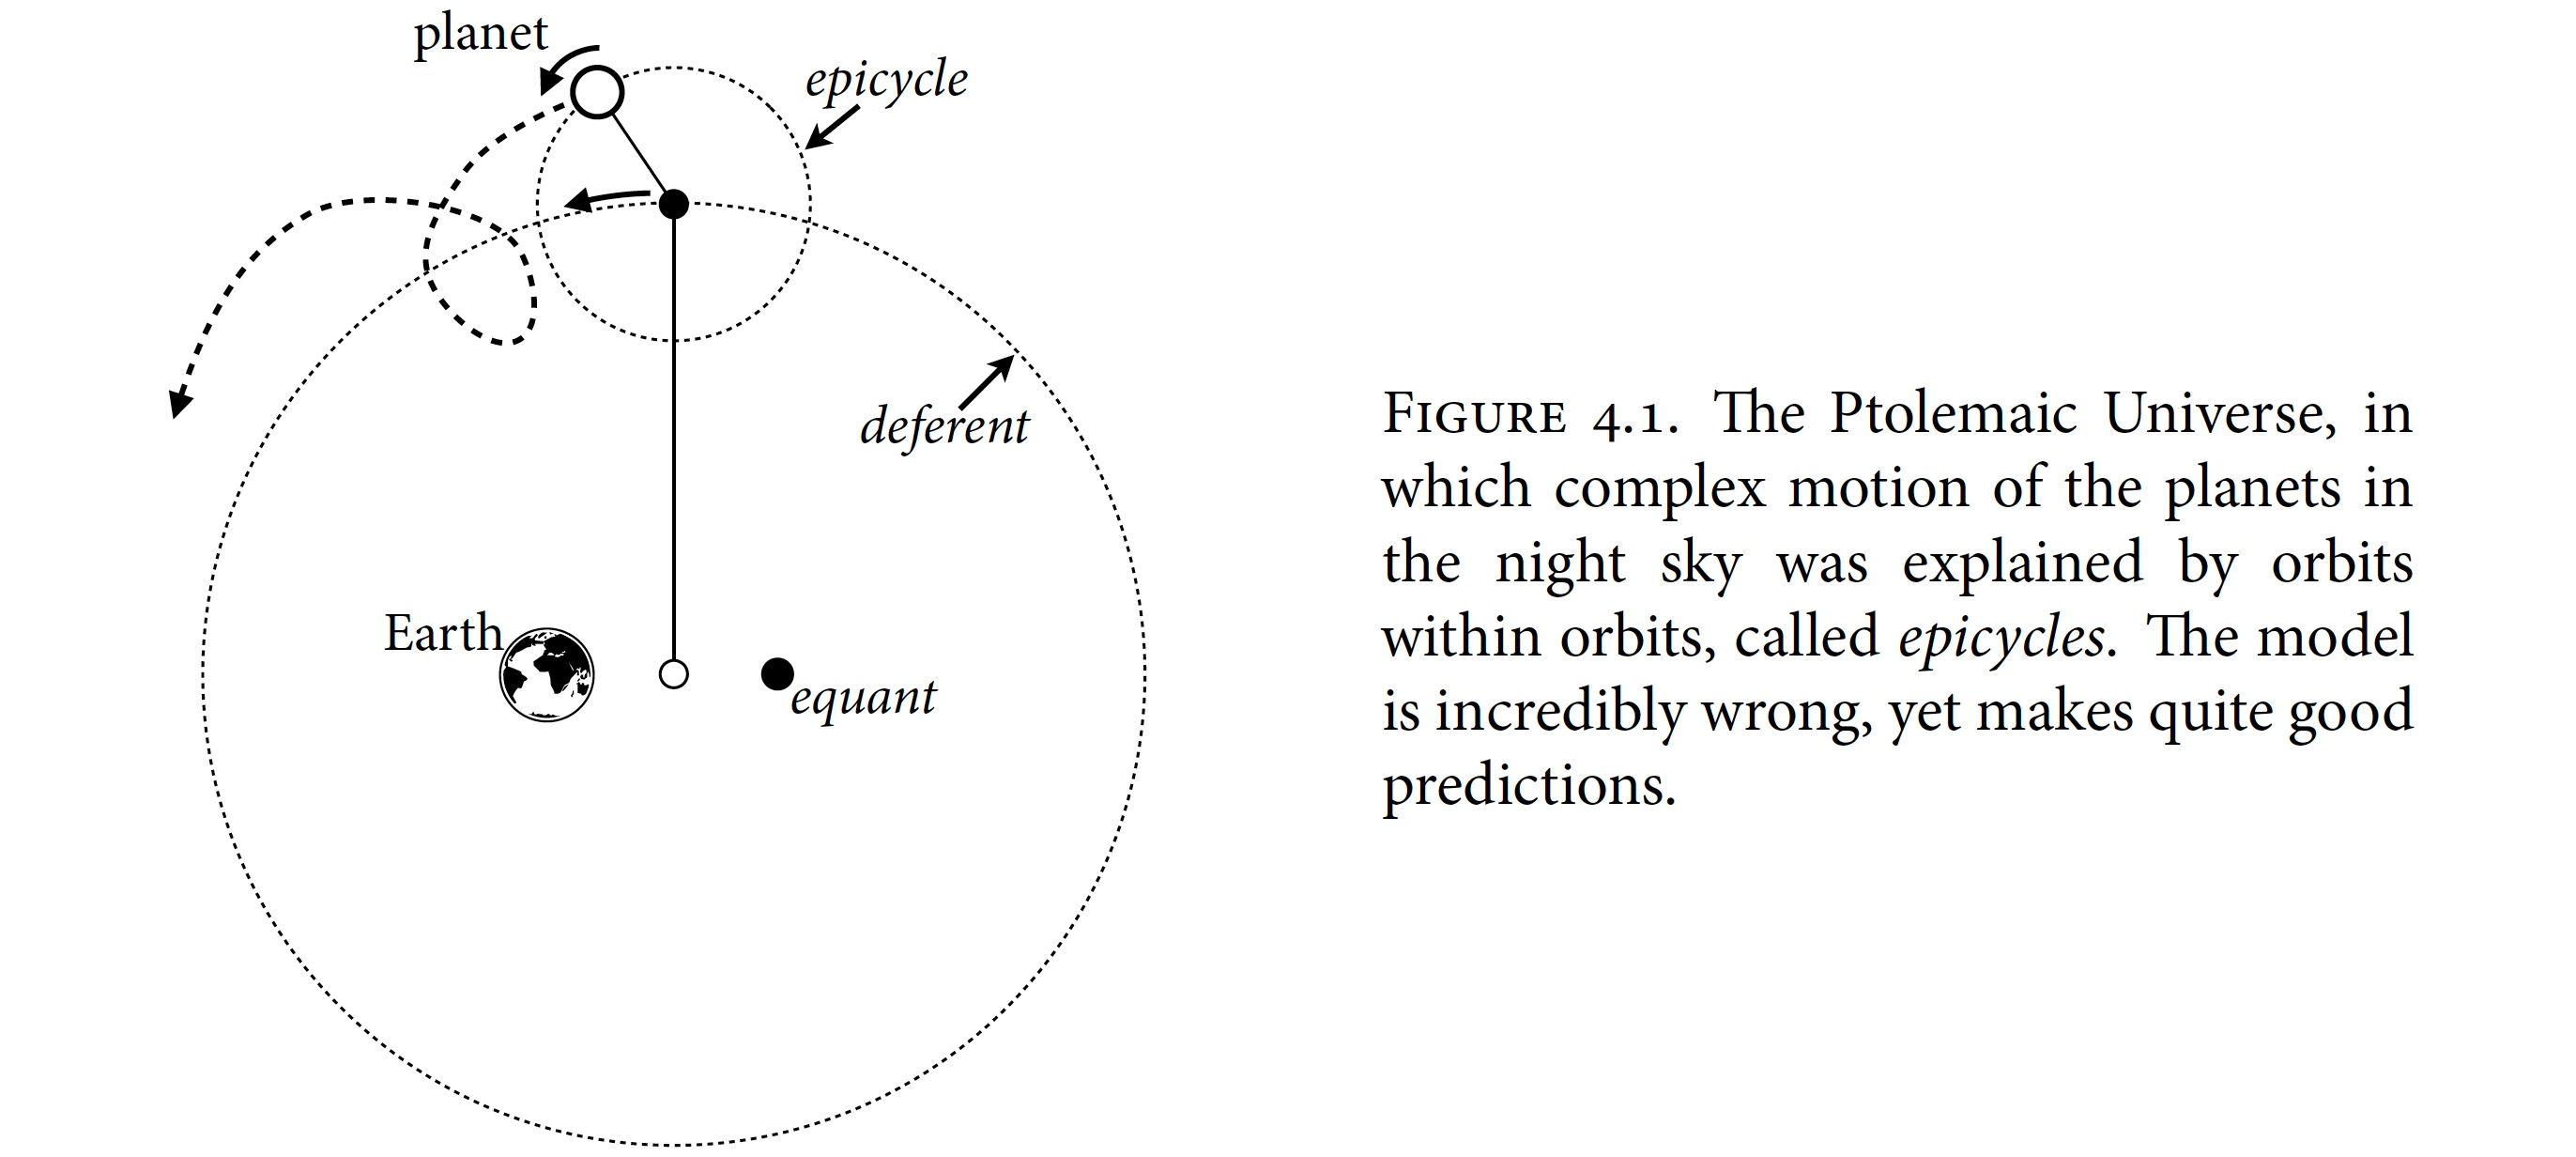 planet
epicycle
deferent
Earth
equant
FIGURE 4.1. The Ptolemaic Universe, in
which complex motion of the planets in
the night sky was explained by orbits
within orbits, called epicycles. The model
is incredibly wrong, yet makes quite good
predictions.